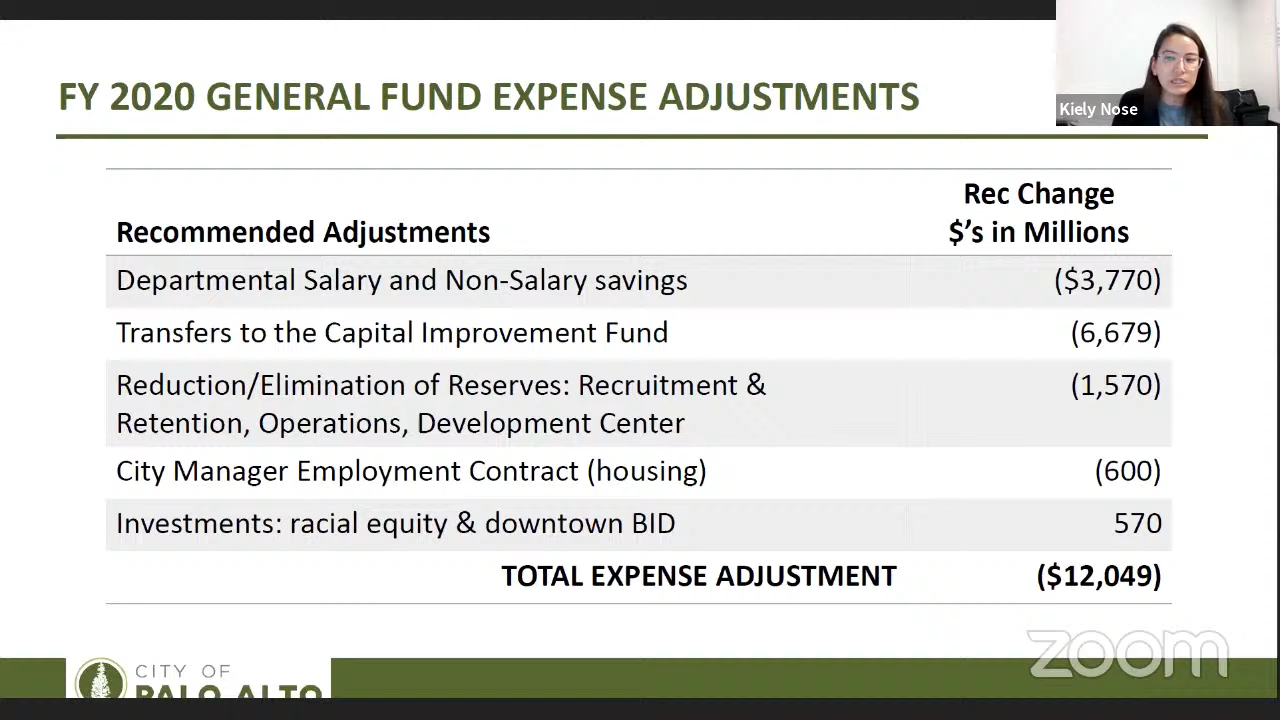 FY 2020 GENERAL FUND EXPENSE ADJUSTMENTS
Kiely Nose
Rec Change
Recommended Adjustments $'s in Millions
Departmental Salary and Non-Salary savings ($3,770)
Transfers to the Capital Improvement Fund (6,679)
Reduction/Elimination of Reserves: Recruitment & (1,570)
Retention, Operations, Development Center
City Manager Employment Contract (housing) (600)
Investments: racial equity & downtown BID 570
TOTAL EXPENSE ADJUSTMENT ($12,049)
zoom
CITY OF
PALO ALTO